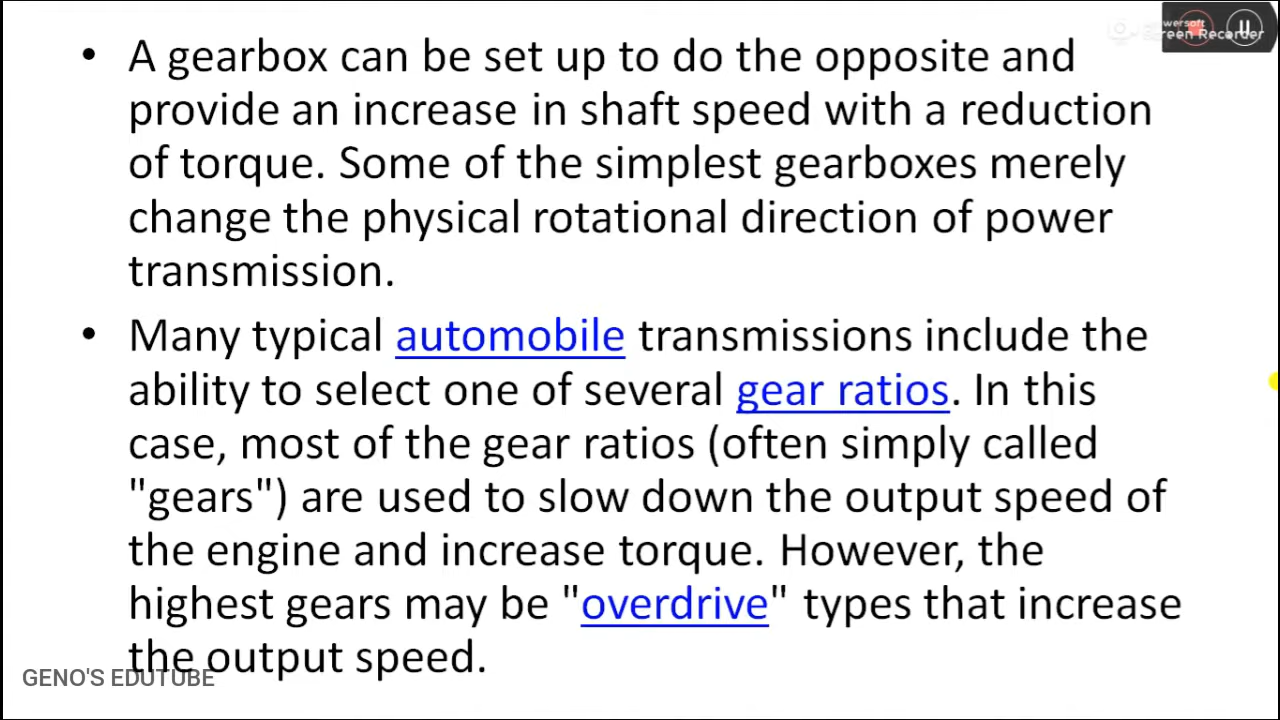 wersoft
Screen Recorder
• A gearbox can be set up to do the opposite and
provide an increase in shaft speed with a reduction
of torque. Some of the simplest gearboxes merely
change the physical rotational direction of power
transmission.
• Many typical automobile transmissions include the
ability to select one of several gear ratios. In this
case, most of the gear ratios (often simply called
"gears") are used to slow down the output speed of
the engine and increase torque. However, the
highest gears may be "overdrive" types that increase
the output speed.
GENO'S EDUTUBE